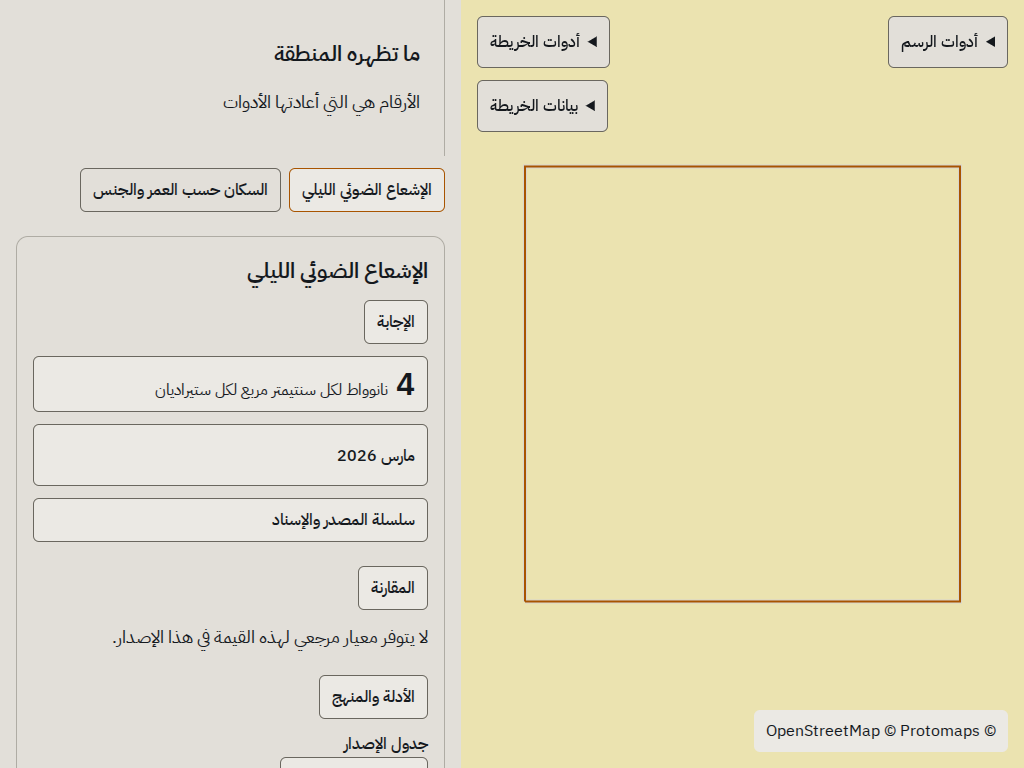 ما تظهره المنطقة
الأرقام هي التي أعادتها الأدوات
الإشعاع الضوئي الليلي
السكان حسب العمر والجنس
الإشعاع الضوئي الليلي
الإجابة
4 نانوواط لكل سنتيمتر مربع لكل ستيراديان
مارس 2026
سلسلة المصدر والإسناد
المقارنة
لا يتوفر معيار مرجعي لهذه القيمة في هذا الإصدار.
الأدلة والمنهج
جدول الإصدار
أدوات الرسم
أدوات الخريطة
بيانات الخريطة
OpenStreetMap © Protomaps ©